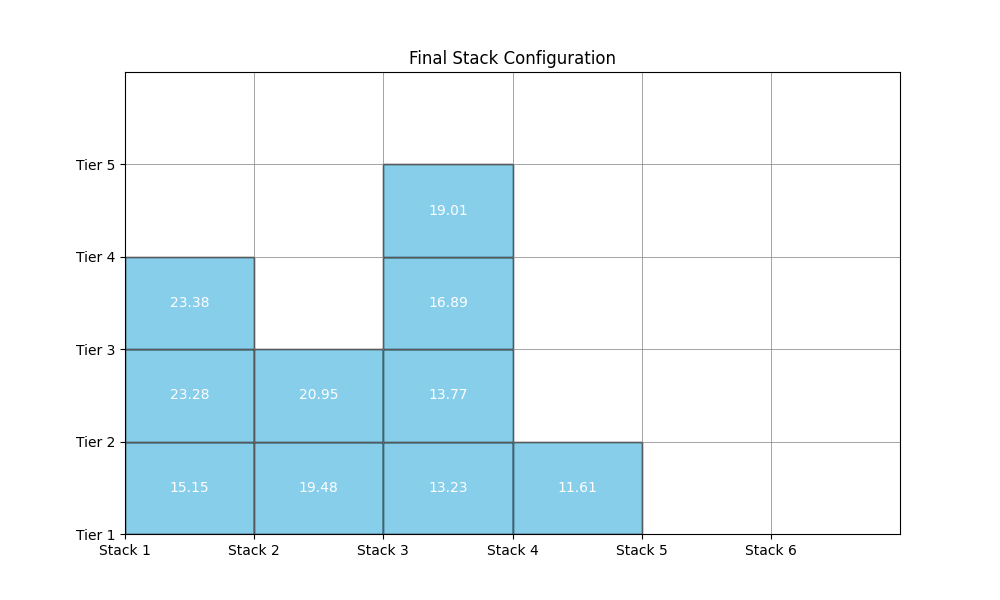 Final Stack Configuration
Tier 5
19.01
Tier 4
23.38
16.89
Tier 3
23.28
20.95
13.77
Tier 2
15.15
19.48
13.23
11.61
Tier 1
Stack 1
Stack 2
Stack 3
Stack 4
Stack 5
Stack 6